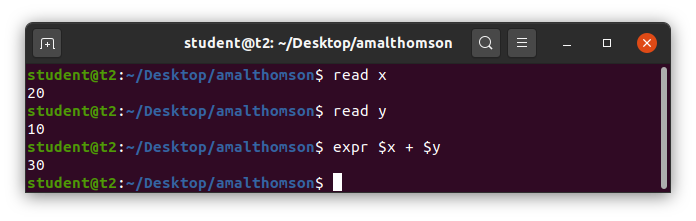 student@t2: ~/Desktop/amalthomson
student@t2:~/Desktop/amalthomson$ read x
20
student@t2:~/Desktop/amalthomson$ read y
10
student@t2:~/Desktop/amalthomson$ expr $x + $y
30
student@t2:~/Desktop/amalthomson$